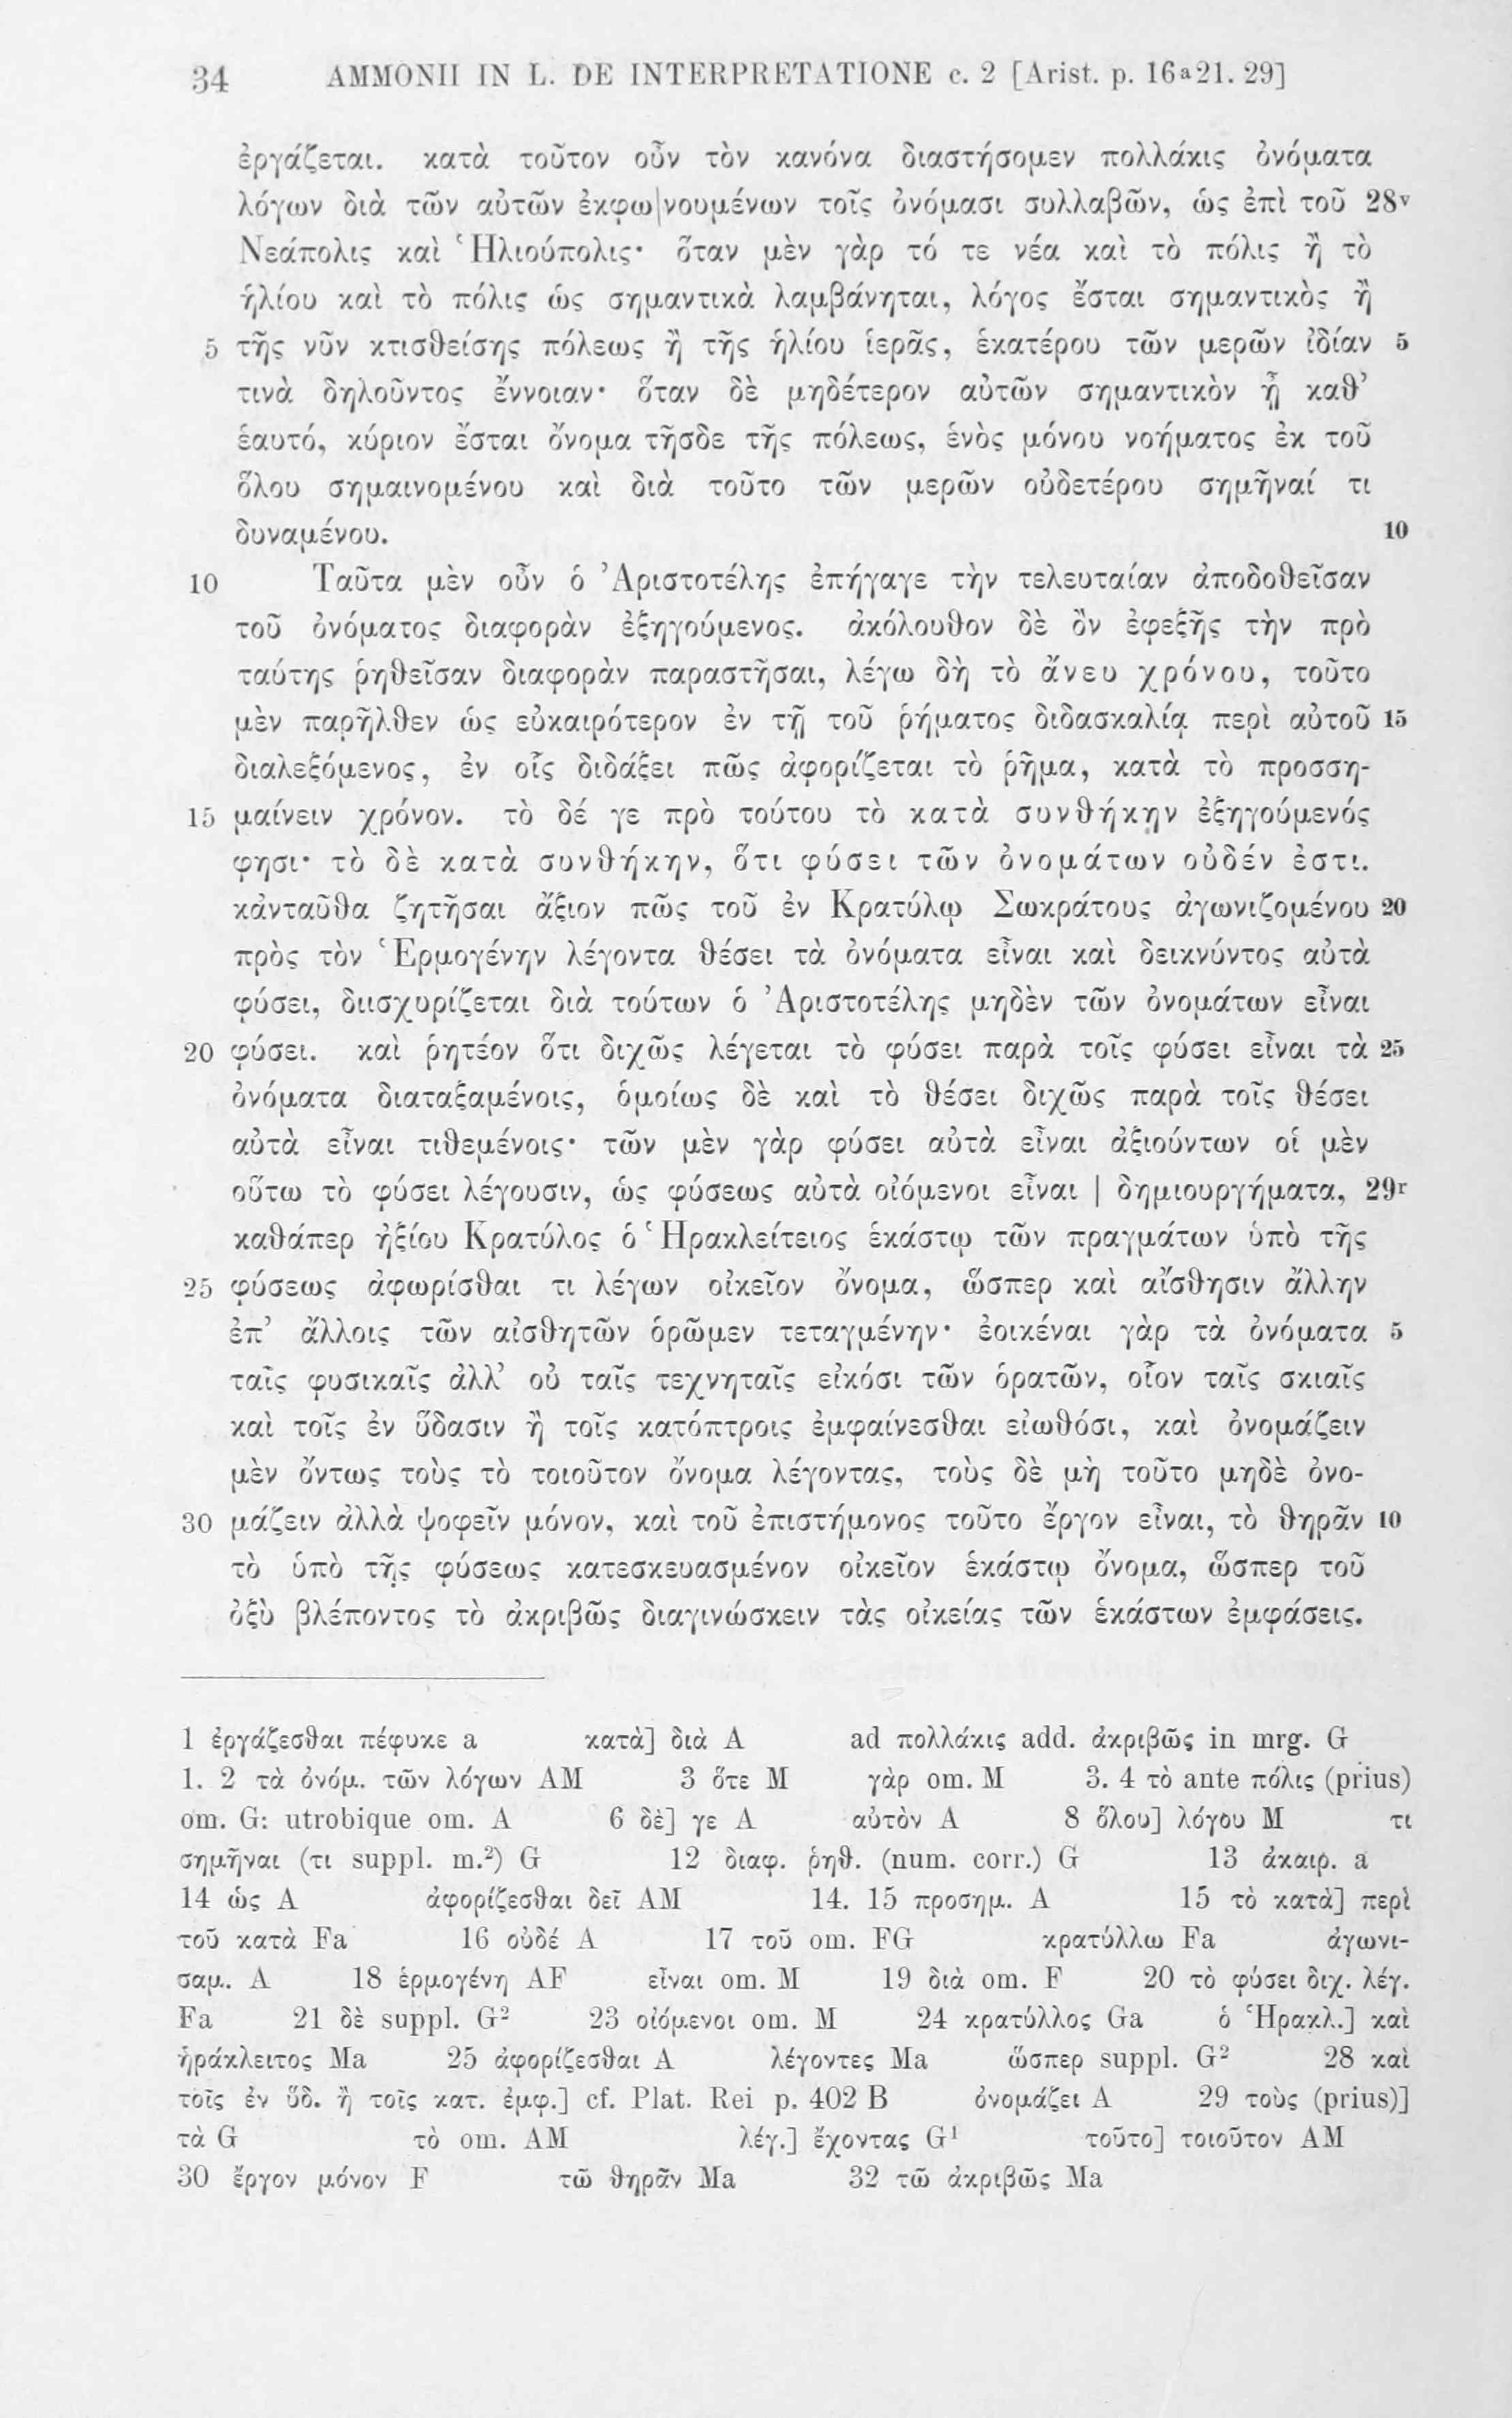 34 AMMONII IN L. DE INTERPRETATIONE c. 2 [Arist. p. 16ᵃ21. 29]
ἐργάζεται. κατὰ τοῦτον οὖν τὸν κανόνα διαστήσομεν πολλάκις ὀνόματα
λόγων διὰ τῶν αὐτῶν ἐκφω|νουμένων τοῖς ὀνόμασι συλλαβῶν, ὡς ἐπὶ τοῦ 28ᵛ
Νεάπολις καὶ Ἡλιούπολις· ὅταν μὲν γὰρ τό τε νέα καὶ τὸ πόλις ἢ τὸ
ἡλίου καὶ τὸ πόλις ὡς σημαντικὰ λαμβάνηται, λόγος ἔσται σημαντικὸς ἢ
5 τῆς νῦν κτισθείσης πόλεως ἢ τῆς ἡλίου ἱερᾶς, ἑκατέρου τῶν μερῶν ἰδίαν 5
τινὰ δηλοῦντος ἔννοιαν· ὅταν δὲ μηδέτερον αὐτῶν σημαντικὸν ᾖ καθ’
ἑαυτό, κύριον ἔσται ὄνομα τῆσδε τῆς πόλεως, ἑνὸς μόνου νοήματος ἐκ τοῦ
ὅλου σημαινομένου καὶ διὰ τοῦτο τῶν μερῶν οὐδετέρου σημῆναί τι
δυναμένου. 10
10 Ταῦτα μὲν οὖν ὁ Ἀριστοτέλης ἐπήγαγε τὴν τελευταίαν ἀποδοθεῖσαν
τοῦ ὀνόματος διαφορὰν ἐξηγούμενος. ἀκόλουθον δὲ ὂν ἐφεξῆς τὴν πρὸ
ταύτης ῥηθεῖσαν διαφορὰν παραστῆσαι, λέγω δὴ τὸ ἄνευ χρόνου, τοῦτο
μὲν παρῆλθεν ὡς εὐκαιρότερον ἐν τῇ τοῦ ῥήματος διδασκαλίᾳ περὶ αὐτοῦ 15
διαλεξόμενος, ἐν οἷς διδάξει πῶς ἀφορίζεται τὸ ῥῆμα, κατὰ τὸ προσση-
15 μαίνειν χρόνον. τὸ δέ γε πρὸ τούτου τὸ κατὰ συνθήκην ἐξηγούμενός
φησι· τὸ δὲ κατὰ συνθήκην, ὅτι φύσει τῶν ὀνομάτων οὐδέν ἐστι.
κἀνταῦθα ζητῆσαι ἄξιον πῶς τοῦ ἐν Κρατύλῳ Σωκράτους ἀγωνιζομένου 20
πρὸς τὸν Ἑρμογένην λέγοντα θέσει τὰ ὀνόματα εἶναι καὶ δεικνύντος αὐτὰ
φύσει, διισχυρίζεται διὰ τούτων ὁ Ἀριστοτέλης μηδὲν τῶν ὀνομάτων εἶναι
20 φύσει. καὶ ῥητέον ὅτι διχῶς λέγεται τὸ φύσει παρὰ τοῖς φύσει εἶναι τὰ 25
ὀνόματα διαταξαμένοις, ὁμοίως δὲ καὶ τὸ θέσει διχῶς παρὰ τοῖς θέσει
αὐτὰ εἶναι τιθεμένοις· τῶν μὲν γὰρ φύσει αὐτὰ εἶναι ἀξιούντων οἱ μὲν
οὕτω τὸ φύσει λέγουσιν, ὡς φύσεως αὐτὰ οἰόμενοι εἶναι | δημιουργήματα, 29ʳ
καθάπερ ἠξίου Κρατύλος ὁ Ἡρακλείτειος ἑκάστῳ τῶν πραγμάτων ὑπὸ τῆς
25 φύσεως ἀφωρίσθαι τι λέγων οἰκεῖον ὄνομα, ὥσπερ καὶ αἴσθησιν ἄλλην
ἐπ’ ἄλλοις τῶν αἰσθητῶν ὁρῶμεν τεταγμένην· ἐοικέναι γὰρ τὰ ὀνόματα 5
ταῖς φυσικαῖς ἀλλ’ οὐ ταῖς τεχνηταῖς εἰκόσι τῶν ὁρατῶν, οἷον ταῖς σκιαῖς
καὶ τοῖς ἐν ὕδασιν ἢ τοῖς κατόπτροις ἐμφαίνεσθαι εἰωθόσι, καὶ ὀνομάζειν
μὲν ὄντως τοὺς τὸ τοιοῦτον ὄνομα λέγοντας, τοὺς δὲ μὴ τοῦτο μηδὲ ὀνο-
30 μάζειν ἀλλὰ ψοφεῖν μόνον, καὶ τοῦ ἐπιστήμονος τοῦτο ἔργον εἶναι, τὸ θηρᾶν 10
τὸ ὑπὸ τῆς φύσεως κατεσκευασμένον οἰκεῖον ἑκάστῳ ὄνομα, ὥσπερ τοῦ
ὀξὺ βλέποντος τὸ ἀκριβῶς διαγινώσκειν τὰς οἰκείας τῶν ἑκάστων ἐμφάσεις.
1 ἐργάζεσθαι πέφυκε a κατὰ] διὰ A ad πολλάκις add. ἀκριβῶς in mrg. G
1. 2 τὰ ὀνόμ. τῶν λόγων AM 3 ὅτε M γὰρ om. M 3. 4 τὸ ante πόλις (prius)
om. G: utrobique om. A 6 δὲ] γε A αὐτὸν A 8 ὅλου] λόγου M τι
σημῆναι (τι suppl. m.²) G 12 διαφ. ῥηθ. (num. corr.) G 13 ἀκαιρ. a
14 ὡς A ἀφορίζεσθαι δεῖ AM 14. 15 προσημ. A 15 τὸ κατὰ] περὶ
τοῦ κατὰ Fa 16 οὐδέ A 17 τοῦ om. FG κρατύλλω Fa ἀγωνι-
σαμ. A 18 ἑρμογένη AF εἶναι om. M 19 διὰ om. F 20 τὸ φύσει διχ. λέγ.
Fa 21 δὲ suppl. G² 23 οἰόμενοι om. M 24 κρατύλλος Ga ὁ Ἡρακλ.] καὶ
ἡράκλειτος Ma 25 ἀφορίζεσθαι A λέγοντες Ma ὥσπερ suppl. G² 28 καὶ
τοῖς ἐν ὕδ. ἢ τοῖς κατ. ἐμφ.] cf. Plat. Rei p. 402 B ὀνομάζει A 29 τοὺς (prius)]
τὰ G τὸ om. AM λέγ.] ἔχοντας G¹ τοῦτο] τοιοῦτον AM
30 ἔργον μόνον F τῶ θηρᾶν Ma 32 τῶ ἀκριβῶς Ma